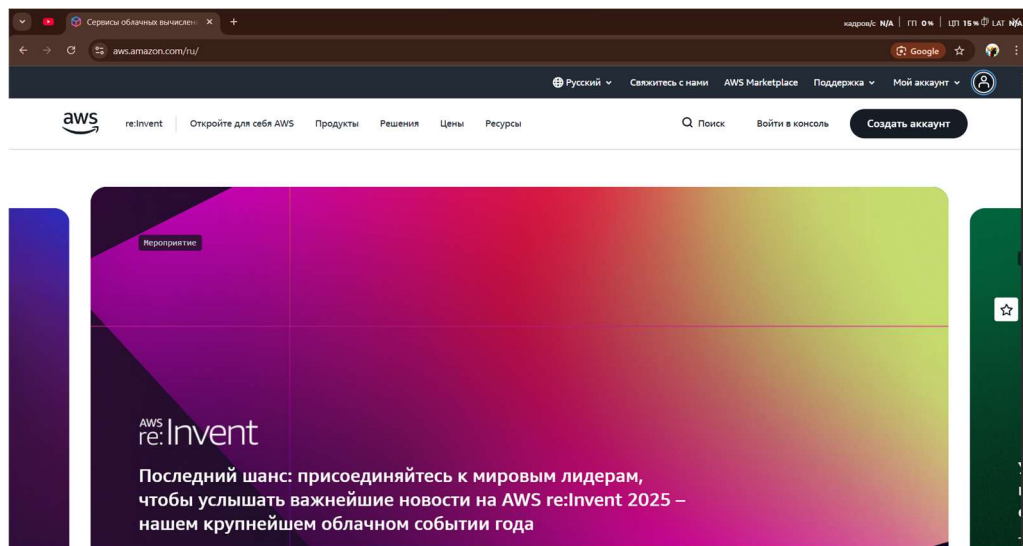 Сервисы облачных вычислен
кадров/с N/A | ГП 0% | ЦП 15% LAT N/A
aws.amazon.com/ru/
Google
Русский
Свяжитесь с нами
AWS Marketplace
Поддержка
Мой аккаунт
aws
re:Invent
Откройте для себя AWS
Продукты
Решения
Цены
Ресурсы
Поиск
Войти в консоль
Создать аккаунт
Мероприятие
AWS
re:Invent
Последний шанс: присоединяйтесь к мировым лидерам,
чтобы услышать важнейшие новости на AWS re:Invent 2025 –
нашем крупнейшем облачном событии года